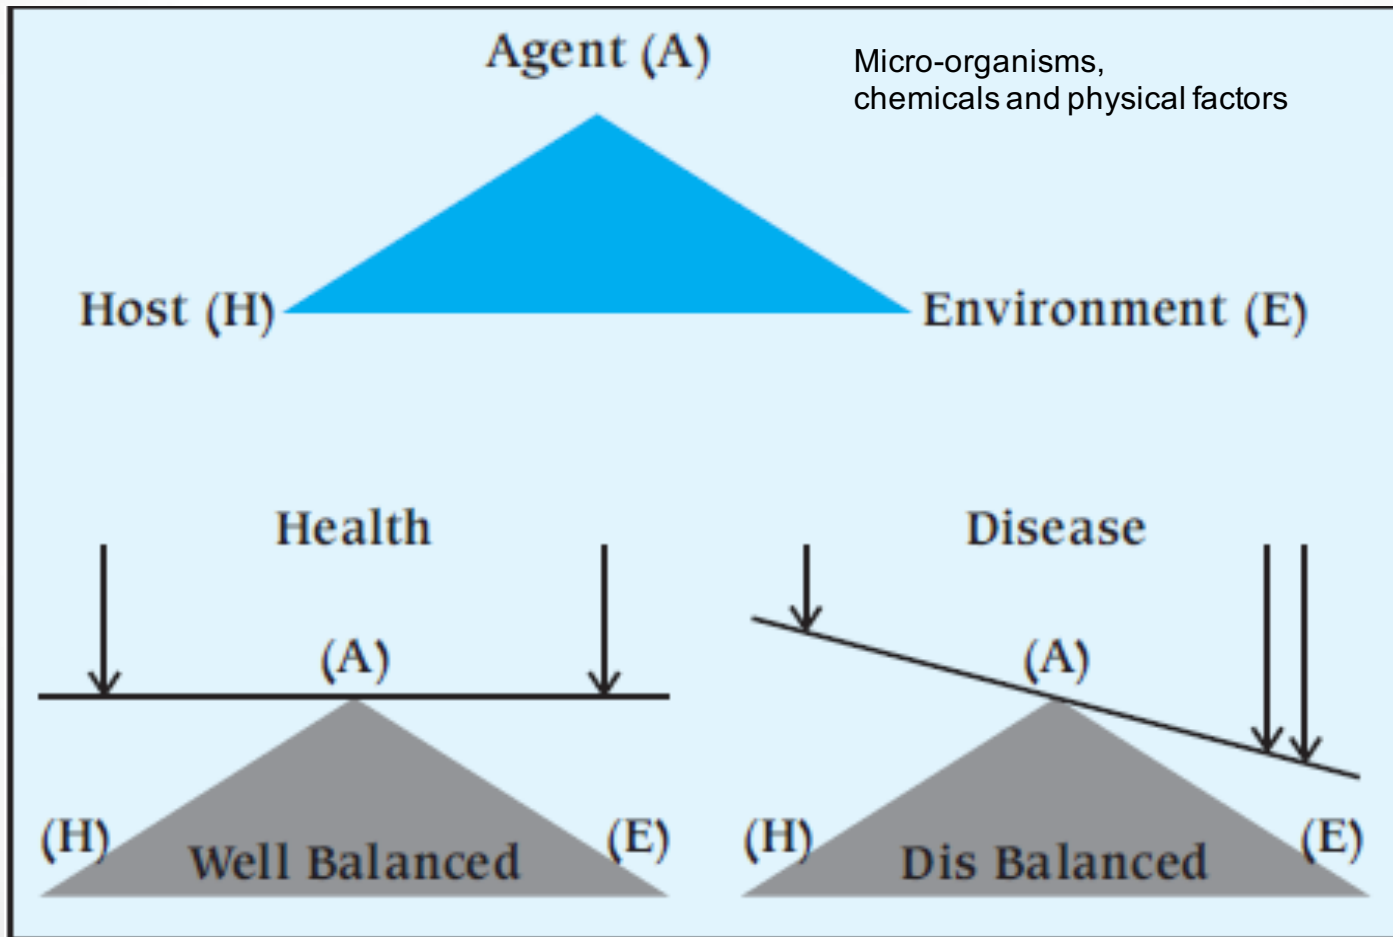 Agent (A)
Micro-organisms,
chemicals and physical factors
Host (H)
Environment (E)
Health
Disease
(A)
(A)
(H)
(E)
(H)
(E)
Well Balanced
Dis Balanced